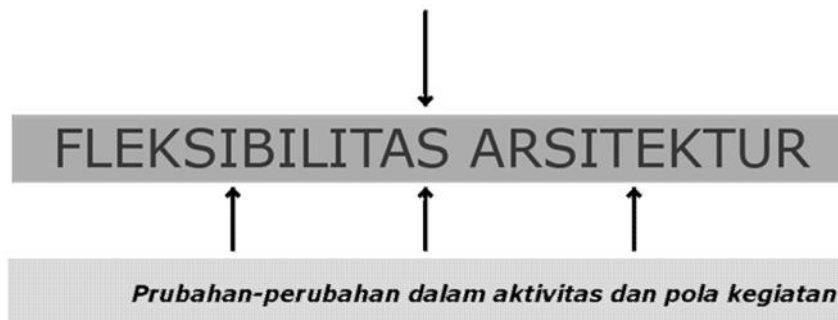 FLEKSIBILITAS ARSITEKTUR
Prubahan-perubahan dalam aktivitas dan pola kegiatan